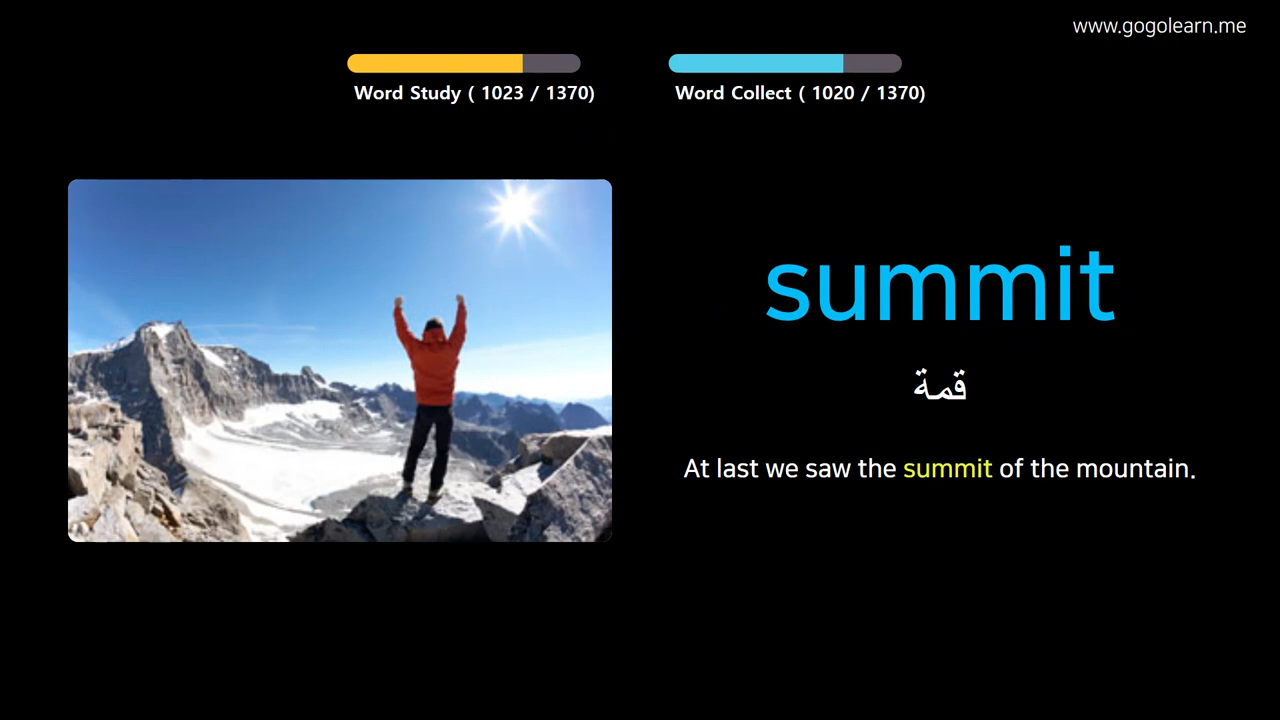 www.gogolearn.me
Word Study ( 1023 / 1370)
Word Collect ( 1020 / 1370)
summit
قمة
At last we saw the summit of the mountain.